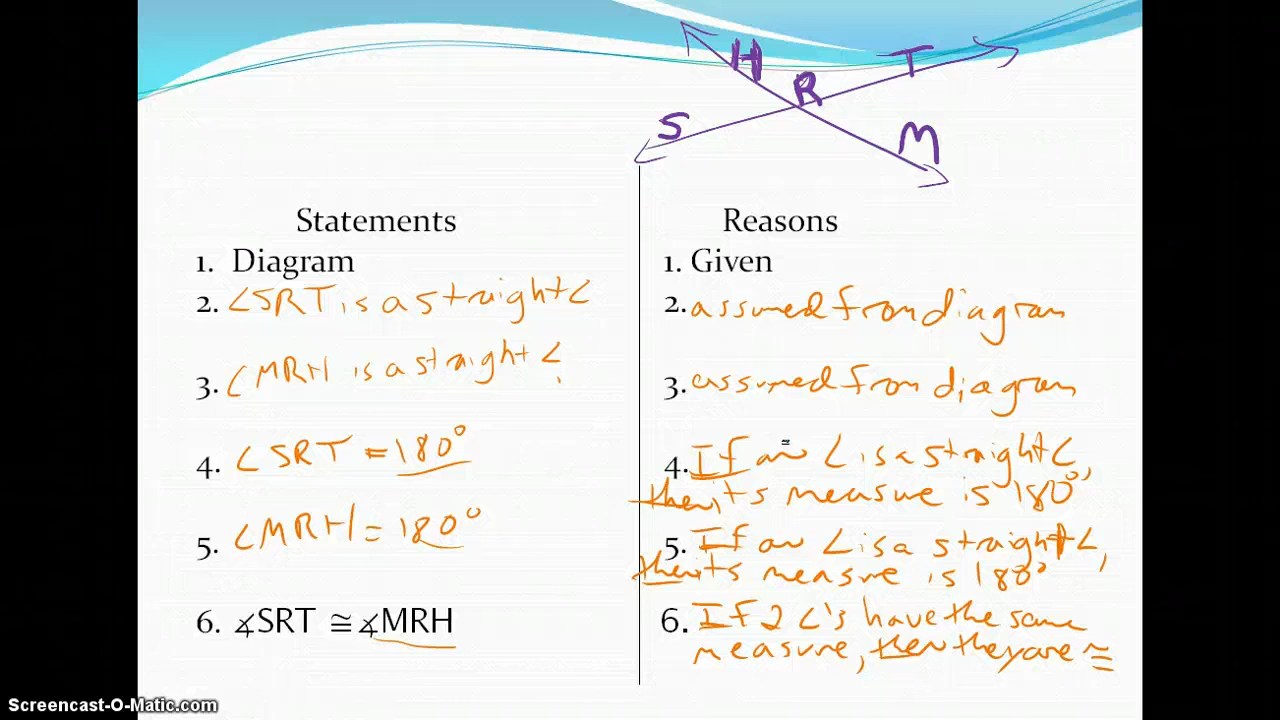 H
R
T
S
M
Statements
Reasons
1. Diagram
1. Given
2. ∠SRT is a straight ∠
2. assumed from diagram
3. ∠MRH is a straight ∠
3. assumed from diagram
4. ∠SRT = 180°
4. If an ∠ is a straight ∠,
then its measure is 180°
5. ∠MRH = 180°
5. If an ∠ is a straight ∠,
then its measure is 180°
6. ∡SRT ≅ ∡MRH
6. If 2 ∠'s have the same
measure, then they are ≅
Screencast-O-Matic.com